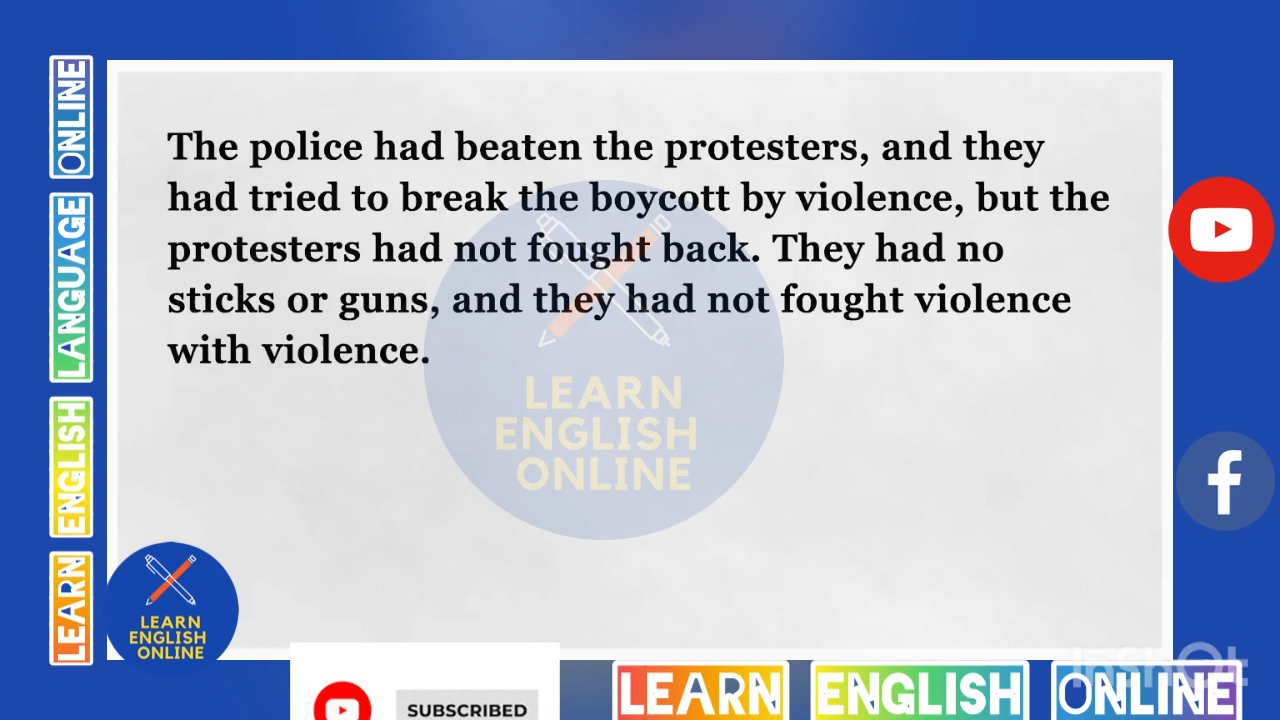 The police had beaten the protesters, and they
had tried to break the boycott by violence, but the
protesters had not fought back. They had no
sticks or guns, and they had not fought violence
with violence.
LEARN
ENGLISH
ONLINE
LEARN ENGLISH LANGUAGE ONLINE
f
LEARN
ENGLISH
ONLINE
SUBSCRIBED
LEARN ENGLISH ONLINE
InShOt